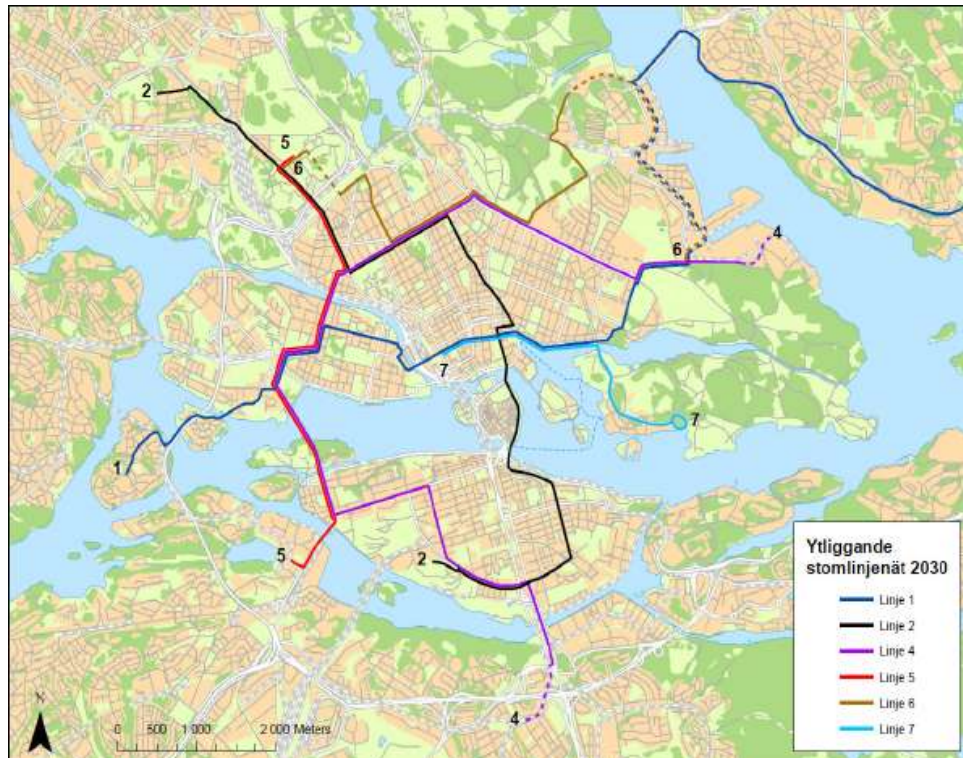 2
5
6
4
6
7
7
1
5
2
4
N
0 500 1 000 2 000 Meters
Ytliggande
stomlinjenät 2030
Linje 1
Linje 2
Linje 4
Linje 5
Linje 6
Linje 7